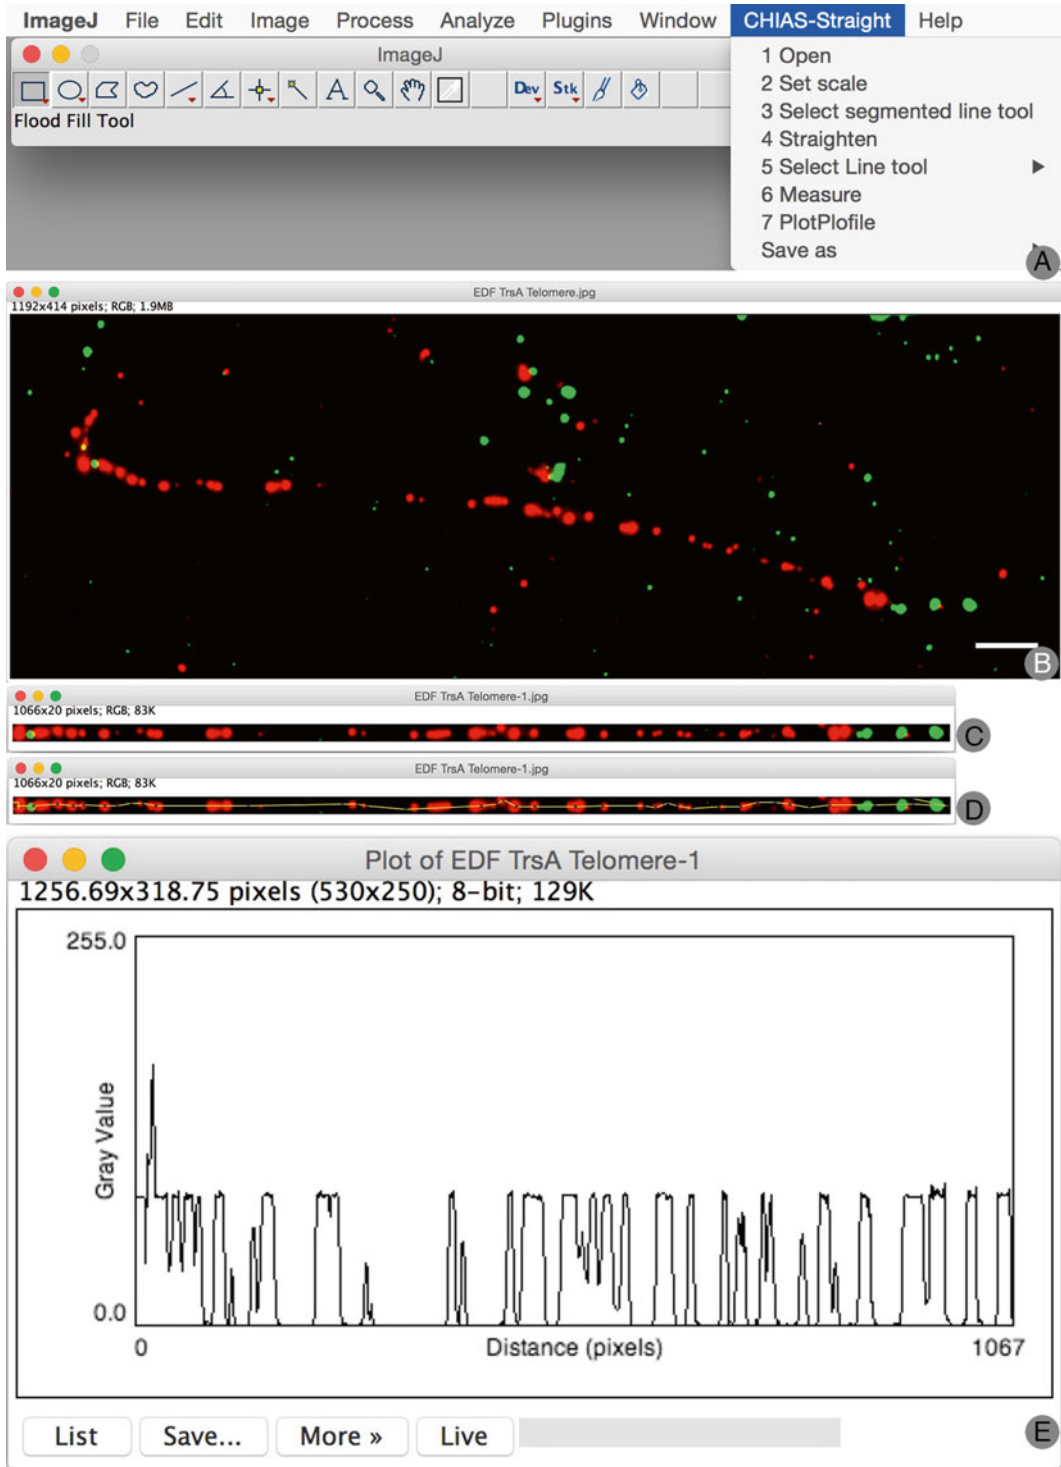 ImageJ File Edit Image Process Analyze Plugins Window CHIAS-Straight Help
ImageJ
Dev Stk
Flood Fill Tool
1 Open
2 Set scale
3 Select segmented line tool
4 Straighten
5 Select Line tool
6 Measure
7 PlotPlofile
Save as
A
EDF TrsA Telomere.jpg
1192x414 pixels; RGB; 1.9MB
B
EDF TrsA Telomere-1.jpg
1066x20 pixels; RGB; 83K
C
EDF TrsA Telomere-1.jpg
1066x20 pixels; RGB; 83K
D
Plot of EDF TrsA Telomere-1
1256.69x318.75 pixels (530x250); 8-bit; 129K
255.0
Gray Value
0.0
0 Distance (pixels) 1067
List Save... More » Live
E